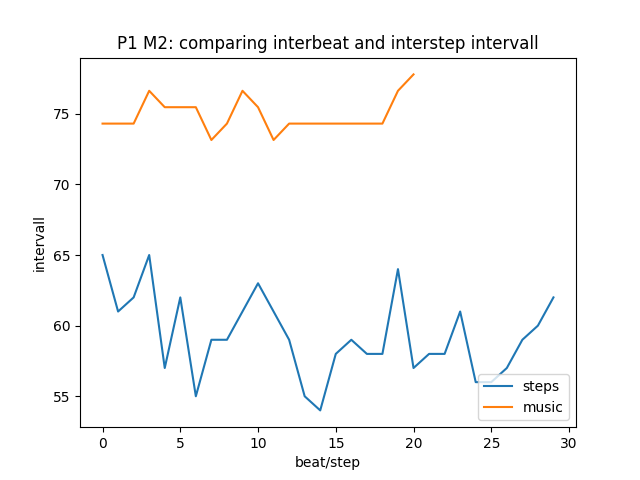 P1 M2: comparing interbeat and interstep intervall
75
70
65
60
55
intervall
0 5 10 15 20 25 30
beat/step
steps
music